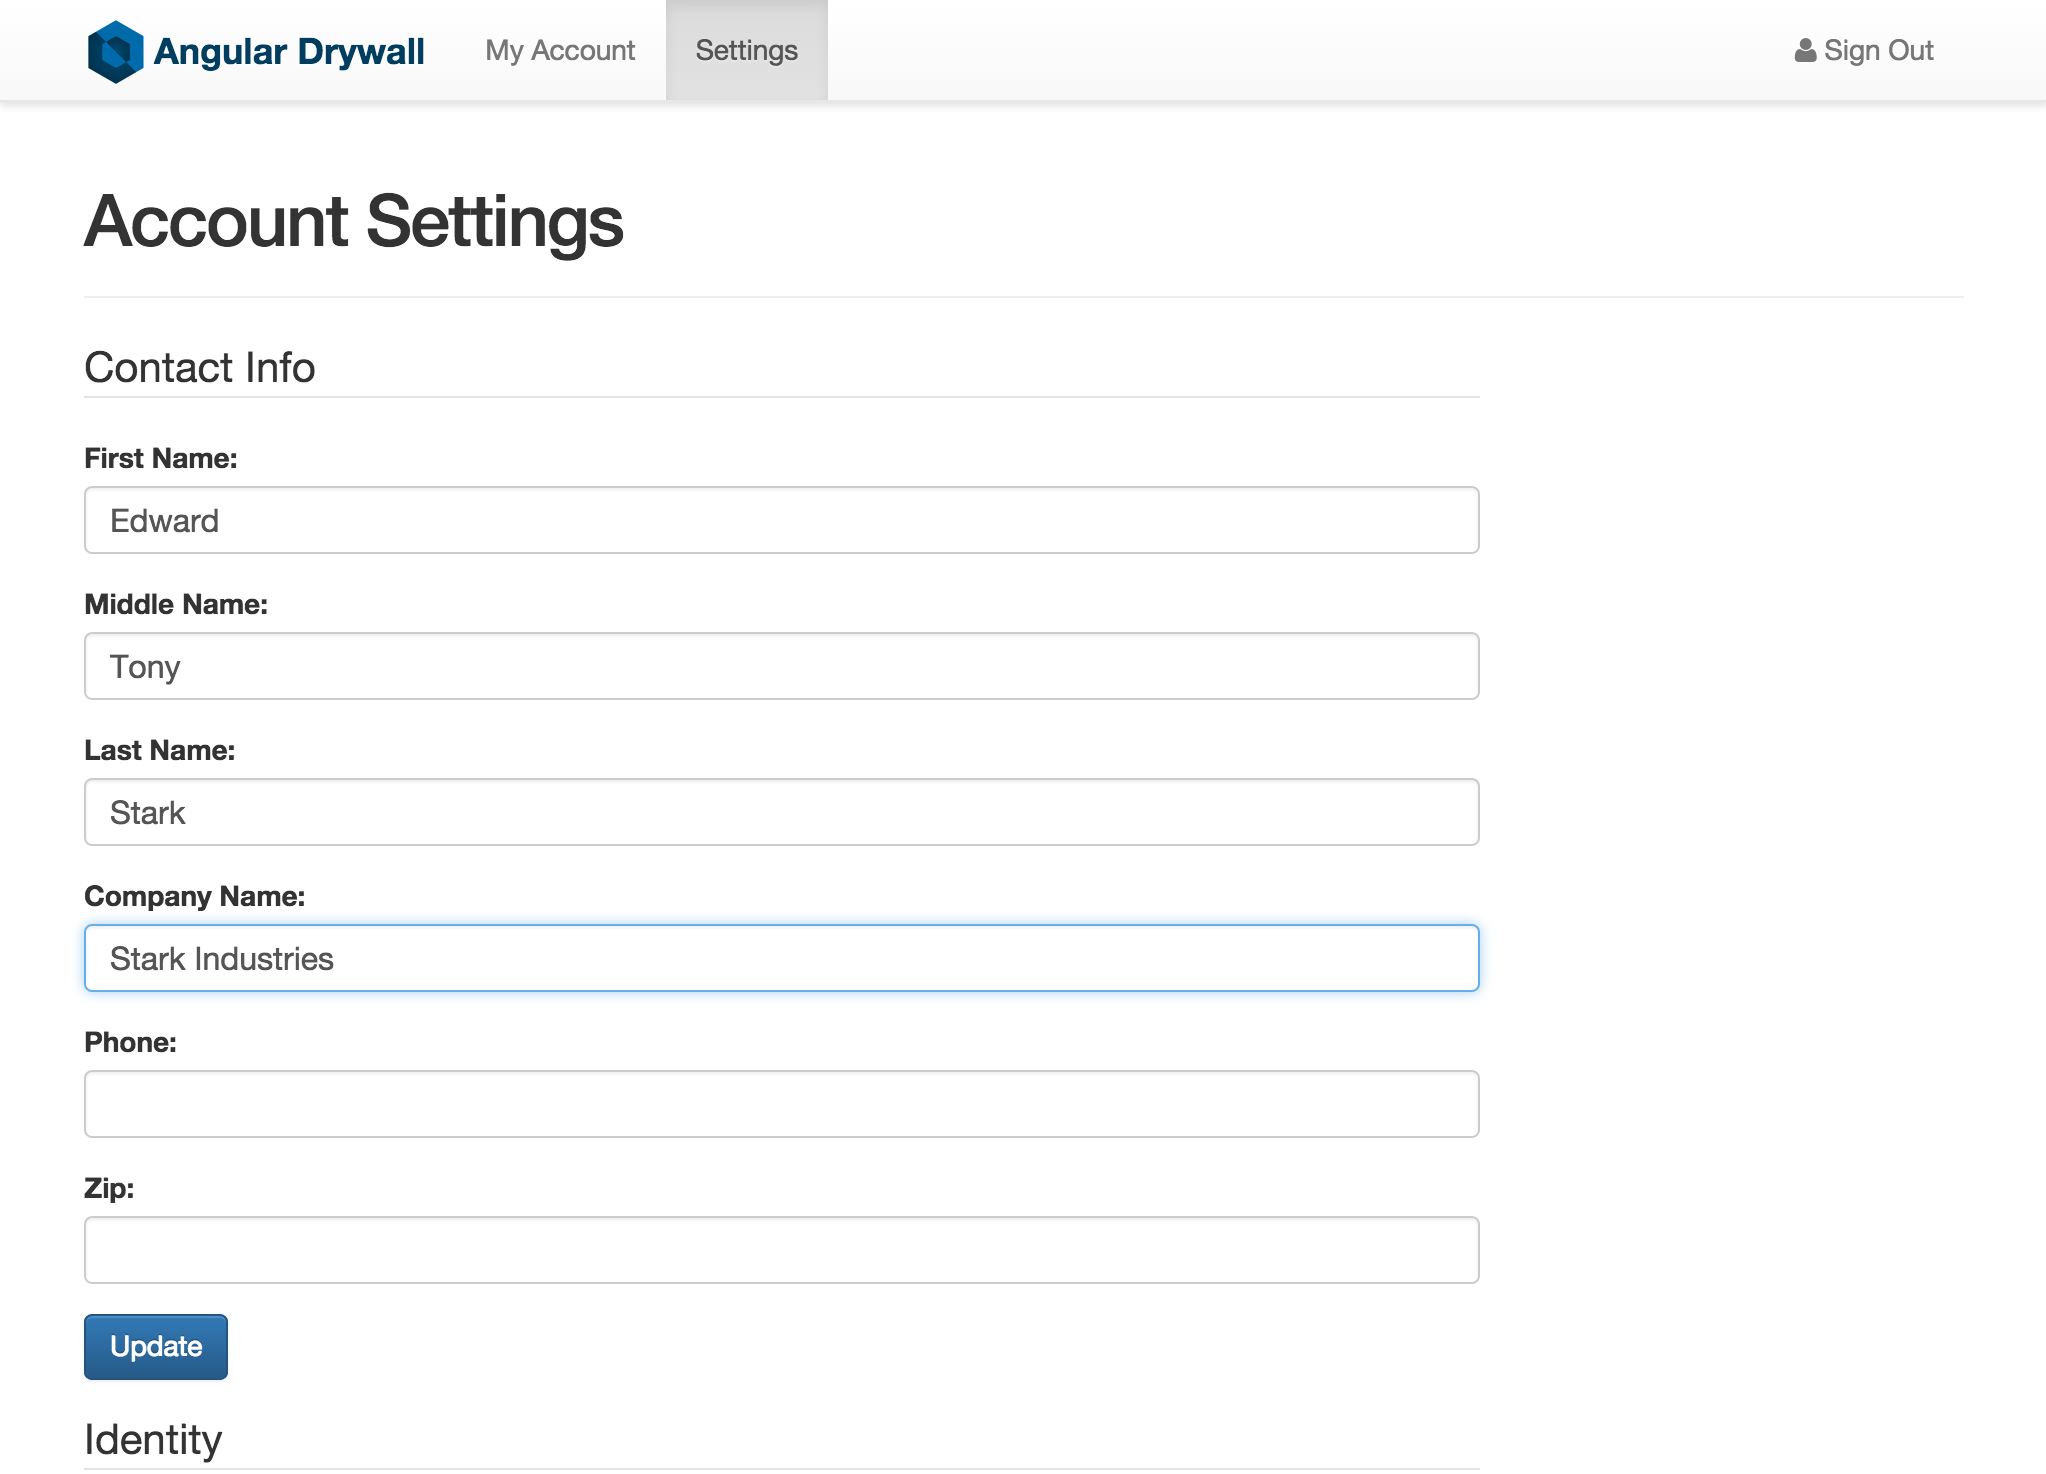 Angular Drywall My Account Settings Sign Out
Account Settings
Contact Info
First Name:
Edward
Middle Name:
Tony
Last Name:
Stark
Company Name:
Stark Industries
Phone:
Zip:
Update
Identity